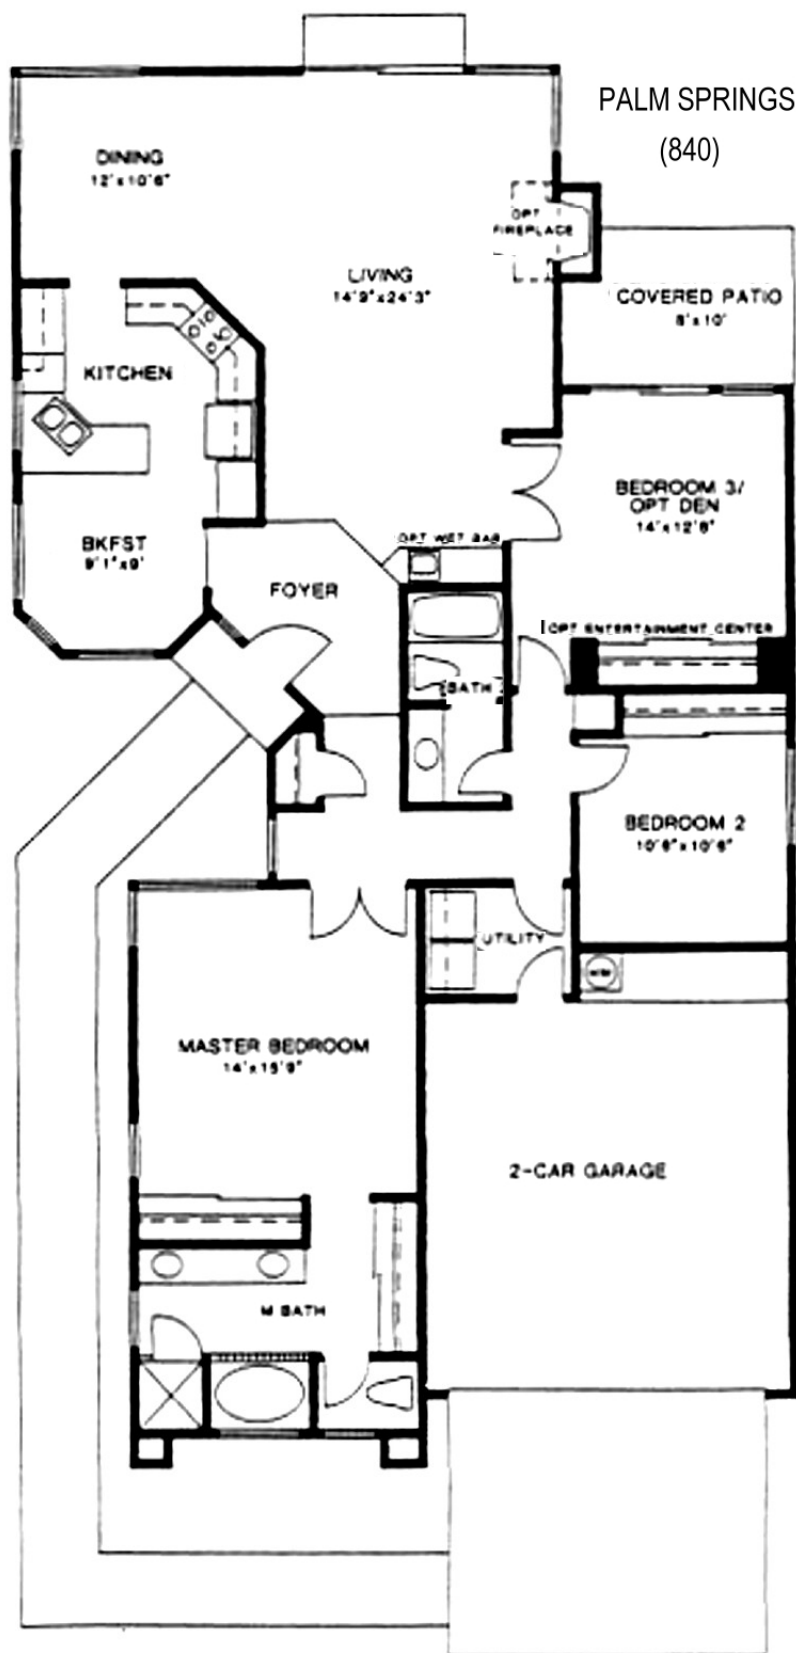 PALM SPRINGS
(840)
DINING
12'x10'6"
OPT
FIREPLACE
LIVING
14'9"x24'3"
COVERED PATIO
8'x10'
KITCHEN
BEDROOM 3/
OPT DEN
14'x12'8"
OPT WET BAR
BKFST
9'1"x9'
FOYER
OPT ENTERTAINMENT CENTER
BATH
BEDROOM 2
10'6"x10'6"
UTILITY
MASTER BEDROOM
14'x15'9"
2-CAR GARAGE
M BATH